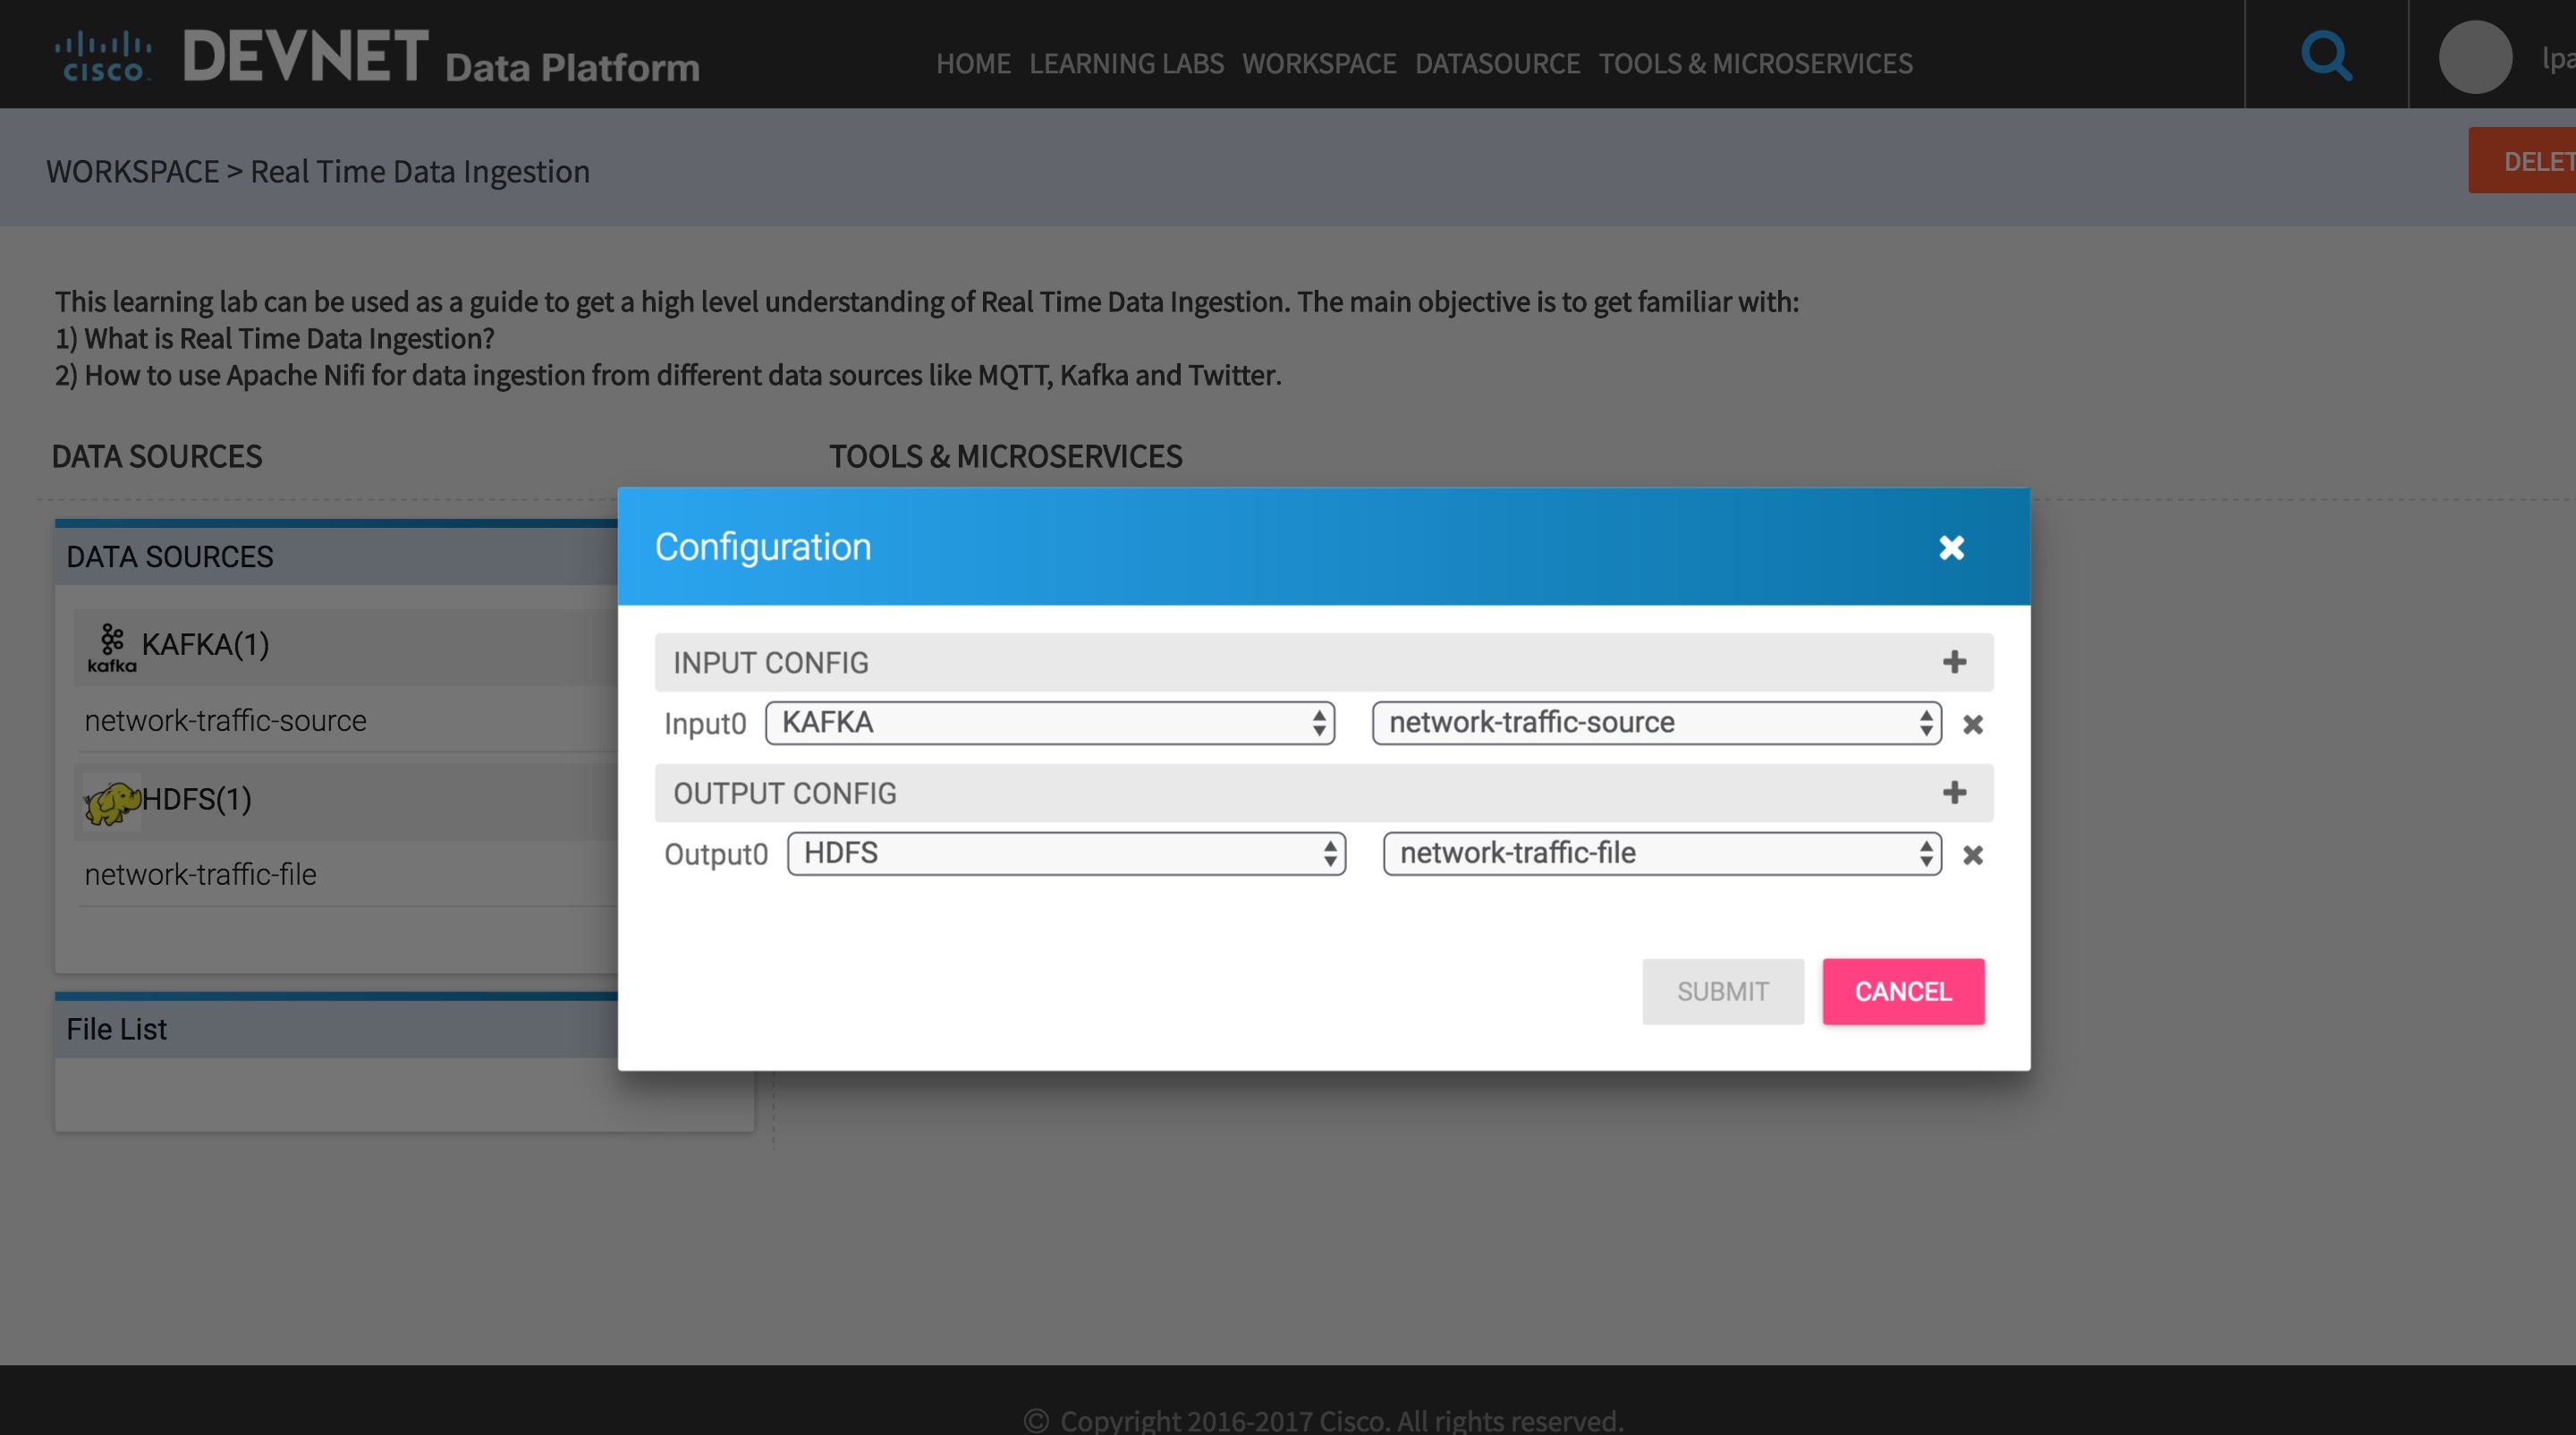 CISCO DEVNET Data Platform HOME LEARNING LABS WORKSPACE DATASOURCE TOOLS & MICROSERVICES lpa
WORKSPACE > Real Time Data Ingestion DELET
This learning lab can be used as a guide to get a high level understanding of Real Time Data Ingestion. The main objective is to get familiar with:
1) What is Real Time Data Ingestion?
2) How to use Apache Nifi for data ingestion from different data sources like MQTT, Kafka and Twitter.
DATA SOURCES TOOLS & MICROSERVICES
DATA SOURCES
kafka KAFKA(1)
network-traffic-source
HDFS(1)
network-traffic-file
File List
Configuration
INPUT CONFIG
Input0 KAFKA network-traffic-source
OUTPUT CONFIG
Output0 HDFS network-traffic-file
SUBMIT CANCEL
© Copyright 2016-2017 Cisco. All rights reserved.